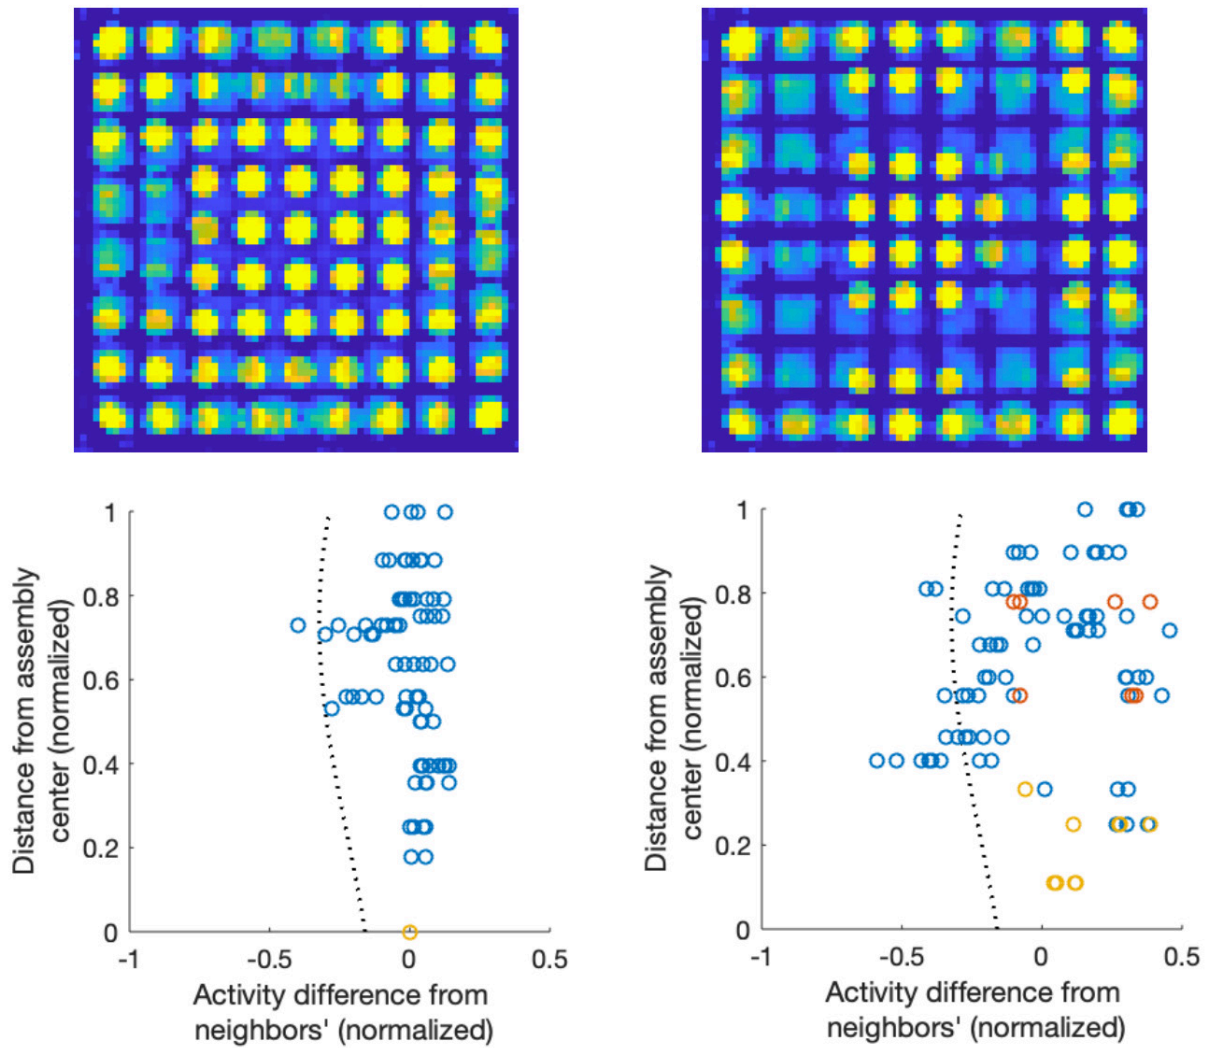 1
0.8
0.6
0.4
0.2
0
-1
-0.5
0
0.5
Distance from assembly
center (normalized)
Activity difference from
neighbors' (normalized)
1
0.8
0.6
0.4
0.2
0
-1
-0.5
0
0.5
Distance from assembly
center (normalized)
Activity difference from
neighbors' (normalized)